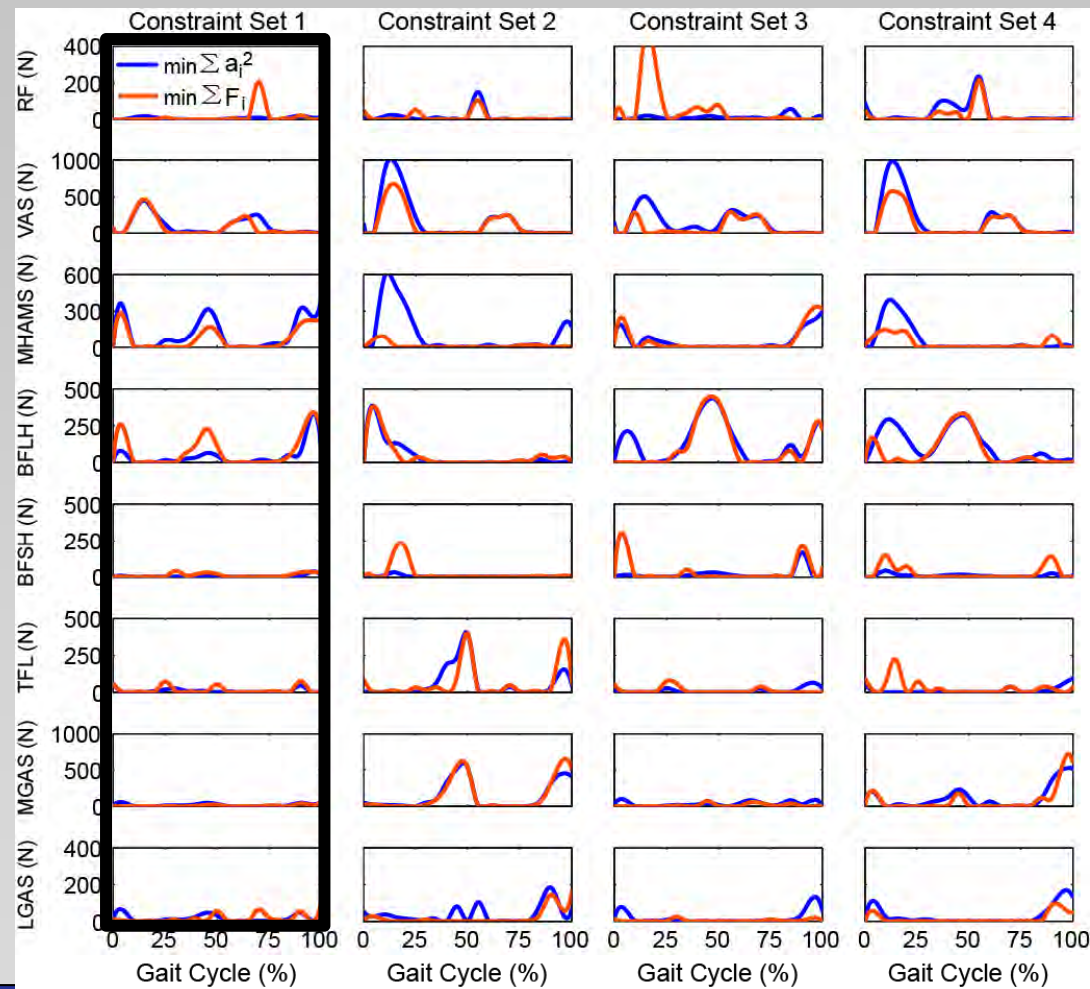 Constraint Set 1 Constraint Set 2 Constraint Set 3 Constraint Set 4
RF (N)
400
200
0
min ∑ aᵢ²
min ∑ Fᵢ
VAS (N)
1000
500
0
MHAMS (N)
600
300
0
BFLH (N)
500
250
0
BFSH (N)
500
250
0
TFL (N)
500
250
0
MGAS (N)
1000
500
0
LGAS (N)
400
200
0
0 25 50 75 100 0 25 50 75 100 0 25 50 75 100 0 25 50 75 100
Gait Cycle (%) Gait Cycle (%) Gait Cycle (%) Gait Cycle (%)